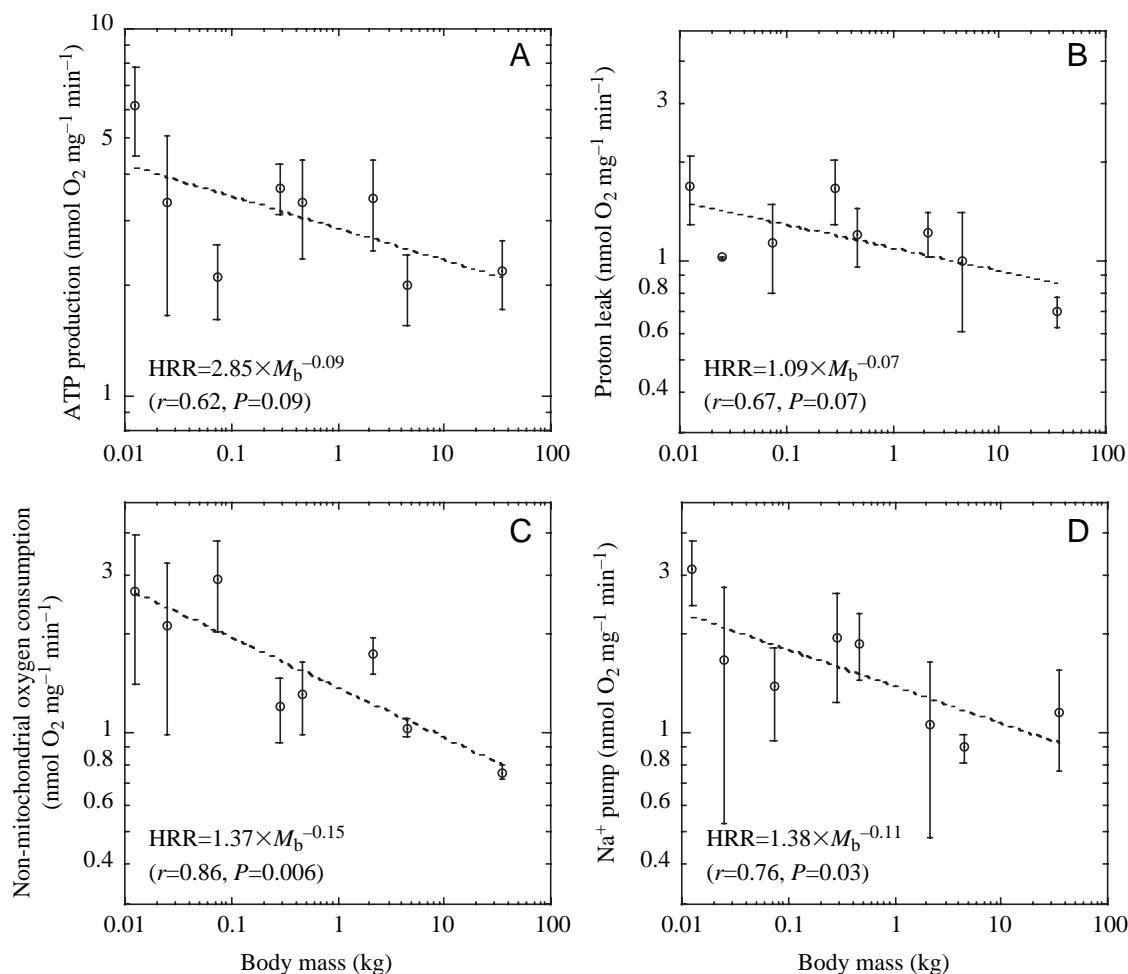 A
ATP production (nmol O₂ mg⁻¹ min⁻¹)
10
5
1
HRR=2.85×M_b^−0.09
(r=0.62, P=0.09)
0.01 0.1 1 10 100
B
Proton leak (nmol O₂ mg⁻¹ min⁻¹)
3
1
0.8
0.6
0.4
HRR=1.09×M_b^−0.07
(r=0.67, P=0.07)
0.01 0.1 1 10 100
C
Non-mitochondrial oxygen consumption
(nmol O₂ mg⁻¹ min⁻¹)
3
1
0.8
0.6
0.4
HRR=1.37×M_b^−0.15
(r=0.86, P=0.006)
0.01 0.1 1 10 100
Body mass (kg)
D
Na⁺ pump (nmol O₂ mg⁻¹ min⁻¹)
3
1
0.8
0.6
0.4
HRR=1.38×M_b^−0.11
(r=0.76, P=0.03)
0.01 0.1 1 10 100
Body mass (kg)